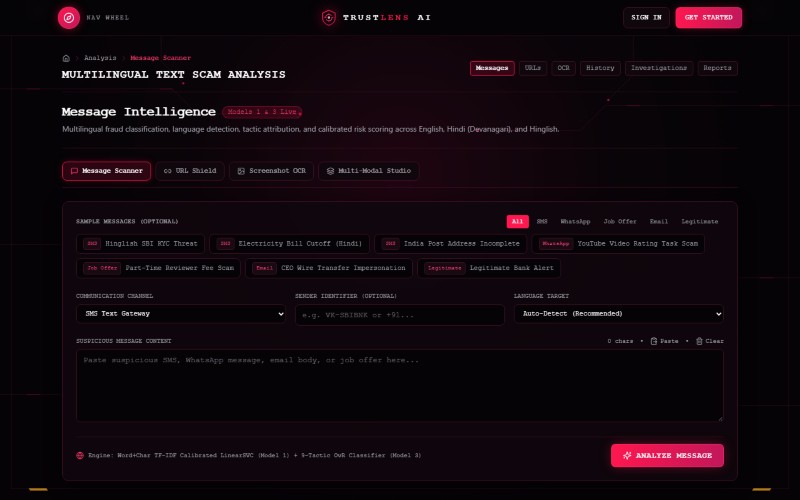 NAV WHEEL
TRUSTLENS AI
SIGN IN
GET STARTED
Analysis
Message Scanner
MULTILINGUAL TEXT SCAM ANALYSIS
Messages
URLs
OCR
History
Investigations
Reports
Message Intelligence
Models 1 & 3 Live
Multilingual fraud classification, language detection, tactic attribution, and calibrated risk scoring across English, Hindi (Devanagari), and Hinglish.
Message Scanner
URL Shield
Screenshot OCR
Multi-Modal Studio
SAMPLE MESSAGES (OPTIONAL)
All
SMS
WhatsApp
Job Offer
Email
Legitimate
SMS Hinglish SBI KYC Threat
SMS Electricity Bill Cutoff (Hindi)
SMS India Post Address Incomplete
WhatsApp YouTube Video Rating Task Scam
Job Offer Part-Time Reviewer Fee Scam
Email CEO Wire Transfer Impersonation
Legitimate Legitimate Bank Alert
COMMUNICATION CHANNEL
SENDER IDENTIFIER (OPTIONAL)
LANGUAGE TARGET
SMS Text Gateway
e.g. VK-SBIBNK or +91...
Auto-Detect (Recommended)
SUSPICIOUS MESSAGE CONTENT
0 chars • Paste • Clear
Paste suspicious SMS, WhatsApp message, email body, or job offer here...
Engine: Word+Char TF-IDF Calibrated LinearSVC (Model 1) + 9-Tactic OvR Classifier (Model 3)
ANALYZE MESSAGE